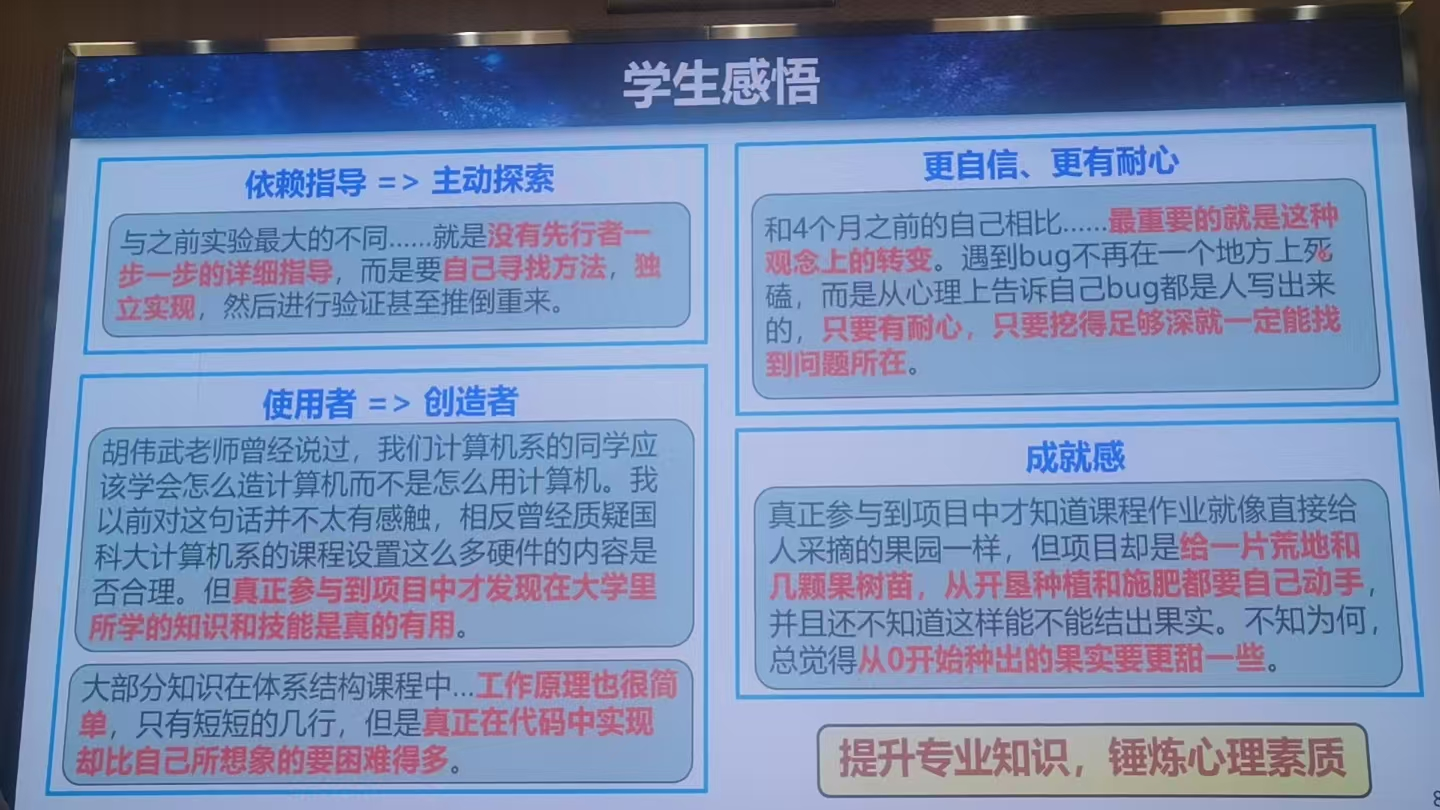 学生感悟
依赖指导 => 主动探索
与之前实验最大的不同……就是没有先行者一
步一步的详细指导，而是要自己寻找方法，独
立实现，然后进行验证甚至推倒重来。
使用者 => 创造者
胡伟武老师曾经说过，我们计算机系的同学应
该学会怎么造计算机而不是怎么用计算机。我
以前对这句话并不太有感触，相反曾经质疑国
科大计算机系的课程设置这么多硬件的内容是
否合理。但真正参与到项目中才发现在大学里
所学的知识和技能是真的有用。
大部分知识在体系结构课程中...工作原理也很简
单，只有短短的几行，但是真正在代码中实现
却比自己所想象的要困难得多。
更自信、更有耐心
和4个月之前的自己相比……最重要的就是这种
观念上的转变。遇到bug不再在一个地方上死
磕，而是从心理上告诉自己bug都是人写出来
的，只要有耐心，只要挖得足够深就一定能找
到问题所在。
成就感
真正参与到项目中才知道课程作业就像直接给
人采摘的果园一样，但项目却是给一片荒地和
几颗果树苗，从开垦种植和施肥都要自己动手，
并且还不知道这样能不能结出果实。不知为何，
总觉得从0开始种出的果实要更甜一些。
提升专业知识，锤炼心理素质